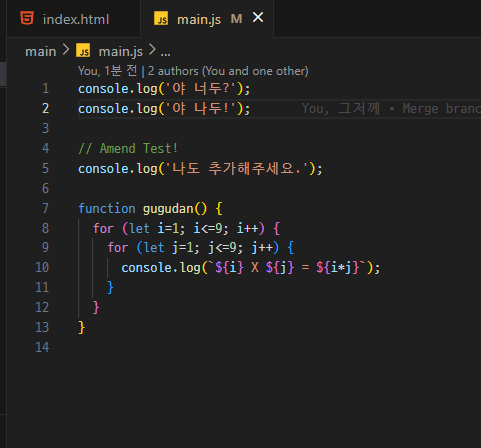 index.html
JS main.js M ×
main > JS main.js > ...
You, 1분 전 | 2 authors (You and one other)
1 console.log('야 너두?');
2 console.log('야 나두!'); You, 그저께 • Merge branc
3
4 // Amend Test!
5 console.log('나도 추가해주세요.');
6
7 function gugudan() {
8 for (let i=1; i<=9; i++) {
9 for (let j=1; j<=9; j++) {
10 console.log(`${i} X ${j} = ${i*j}`);
11 }
12 }
13 }
14